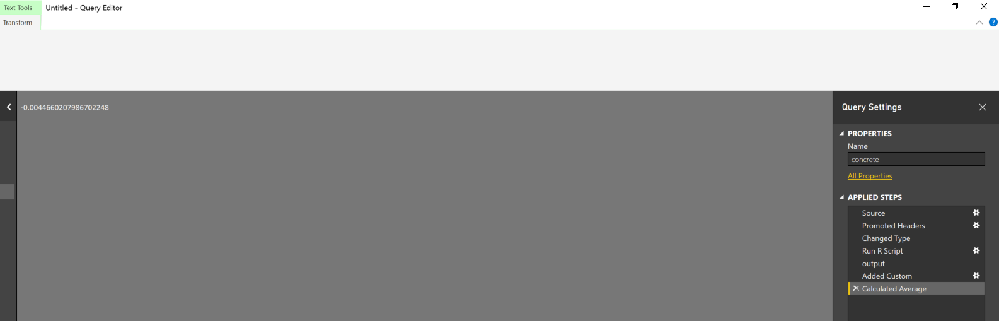 Text Tools
Untitled - Query Editor
Transform
?
-0.0044660207986702248
Query Settings
PROPERTIES
Name
concrete
All Properties
APPLIED STEPS
Source
Promoted Headers
Changed Type
Run R Script
output
Added Custom
Calculated Average